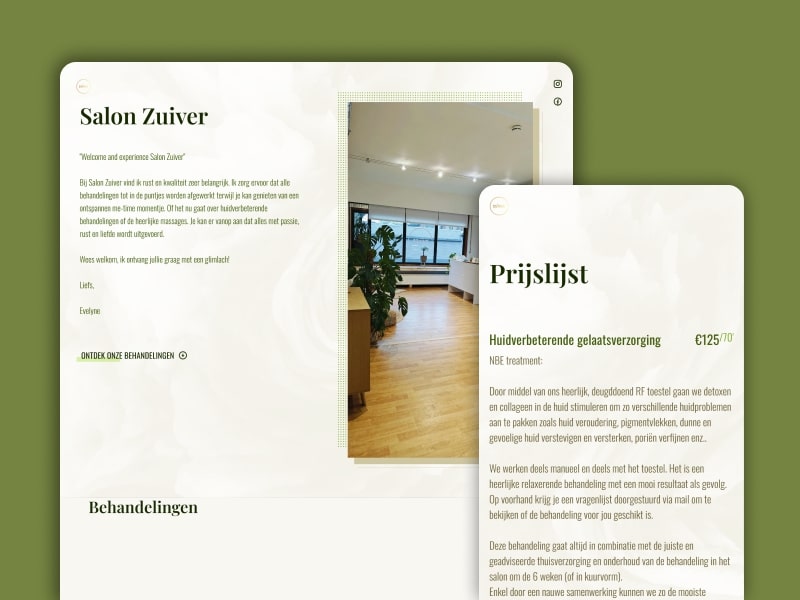 Salon Zuiver
"Welcome and experience Salon Zuiver"
Bij Salon Zuiver vind ik rust en kwaliteit zeer belangrijk. Ik zorg ervoor dat alle
behandelingen tot in de puntjes worden afgewerkt terwijl je kan genieten van een
ontspannen me-time momentje. Of het nu gaat over huidverbeterende
behandelingen of de heerlijke massages. Je kan er vanop aan dat alles met passie,
rust en liefde wordt uitgevoerd.
Wees welkom, ik ontvang jullie graag met een glimlach!
Liefs,
Evelyne
ONTDEK ONZE BEHANDELINGEN
Behandelingen
Prijslijst
Huidverbeterende gelaatsverzorging €125/70'
NBE treatment:
Door middel van ons heerlijk, deugddoend RF toestel gaan we detoxen
en collageen in de huid stimuleren om zo verschillende huidproblemen
aan te pakken zoals huid veroudering, pigmentvlekken, dunne en
gevoelige huid verstevigen en versterken, poriën verfijnen enz..
We werken deels manueel en deels met het toestel. Het is een
heerlijke relaxerende behandeling met een mooi resultaat als gevolg.
Op voorhand krijg je een vragenlijst doorgestuurd via mail om te
bekijken of de behandeling voor jou geschikt is.
Deze behandeling gaat altijd in combinatie met de juiste en
geadviseerde thuisverzorging en onderhoud van de behandeling in het
salon om de 6 weken (of in kuurvorm).
Enkel door een nauwe samenwerking kunnen we zo de mooiste